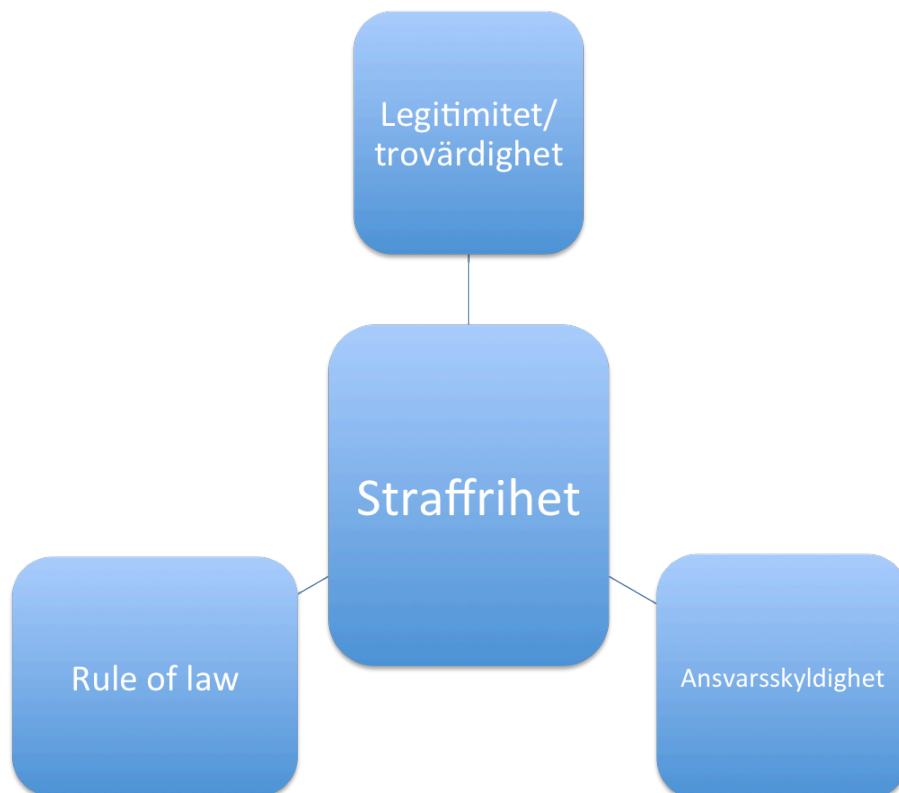 Legitimitet/
trovärdighet
Straffrihet
Rule of law
Ansvarsskyldighet